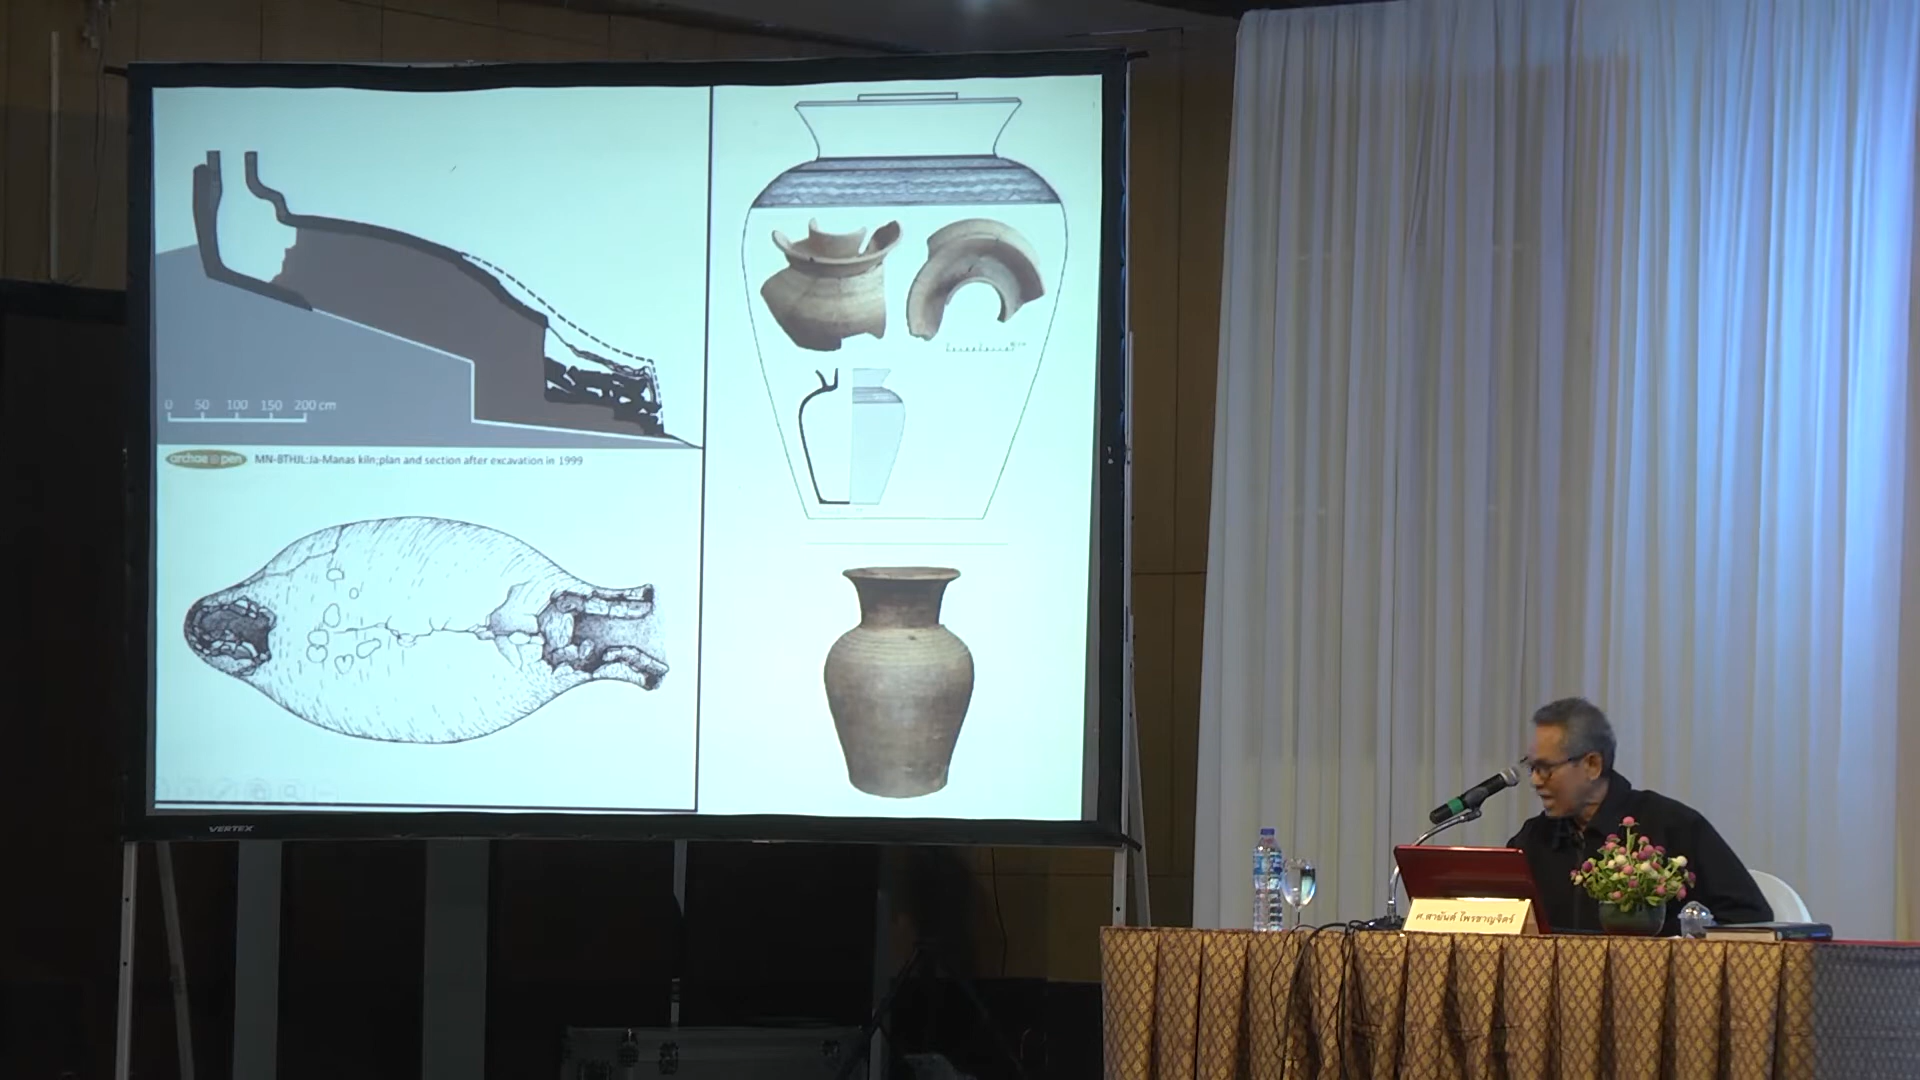 0 50 100 150 200 cm
archae open MN-BTHJL:Ja-Manas kiln;plan and section after excavation in 1999
VERTEX
ศ.สายันต์ ไพรชาญจิตร์